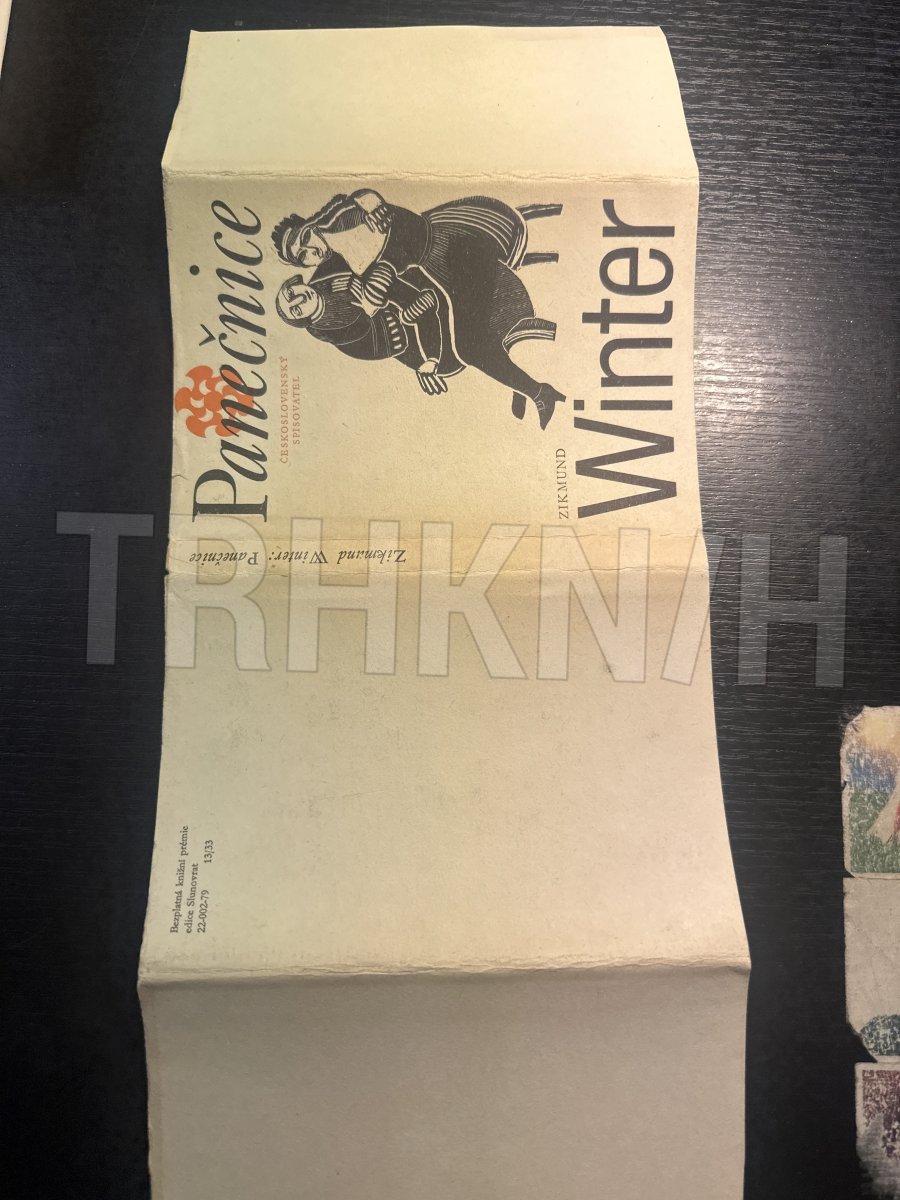 ZIKMUND
Winter
ČESKOSLOVENSKÝ
SPISOVATEL
Panečnice
Zikmund Winter: Panečnice
Bezplatná knižní prémie
edice Slunovrat
22-002-79 13/33
TRHKNIH